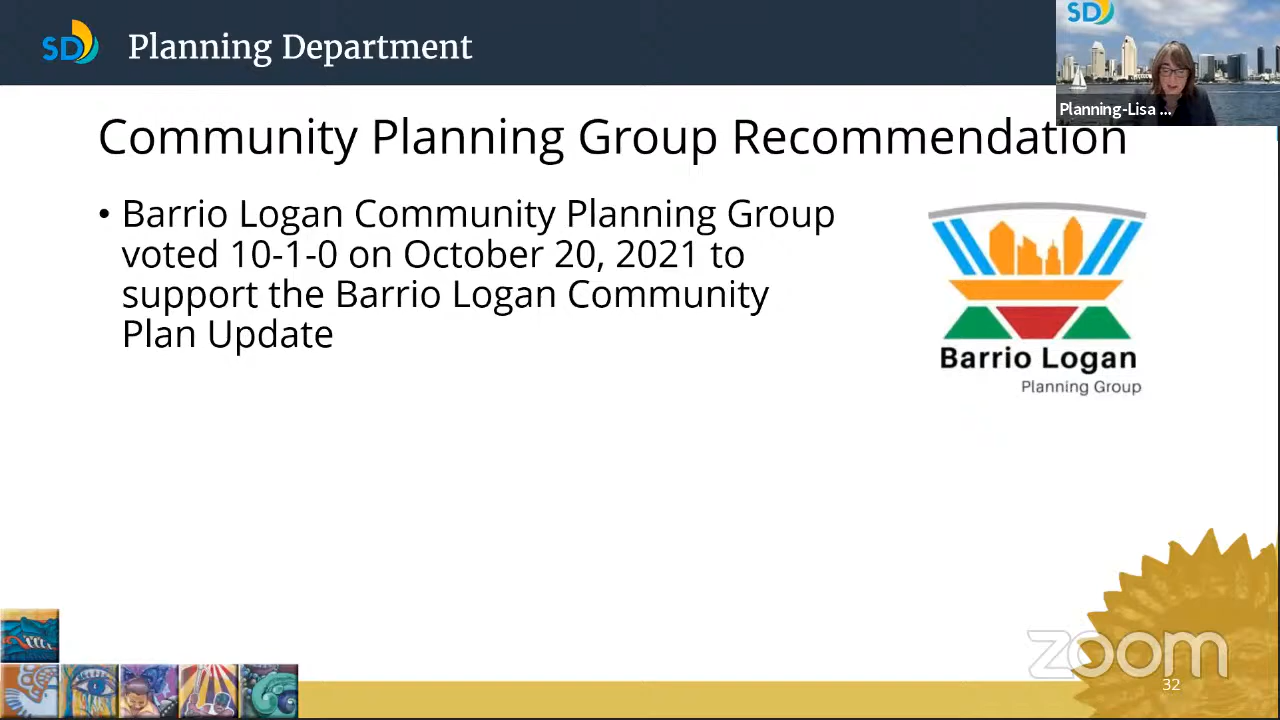 SD
Planning Department
SD
Planning-Lisa ...
Community Planning Group Recommendation
• Barrio Logan Community Planning Group
voted 10-1-0 on October 20, 2021 to
support the Barrio Logan Community
Plan Update
Barrio Logan
Planning Group
zoom
32